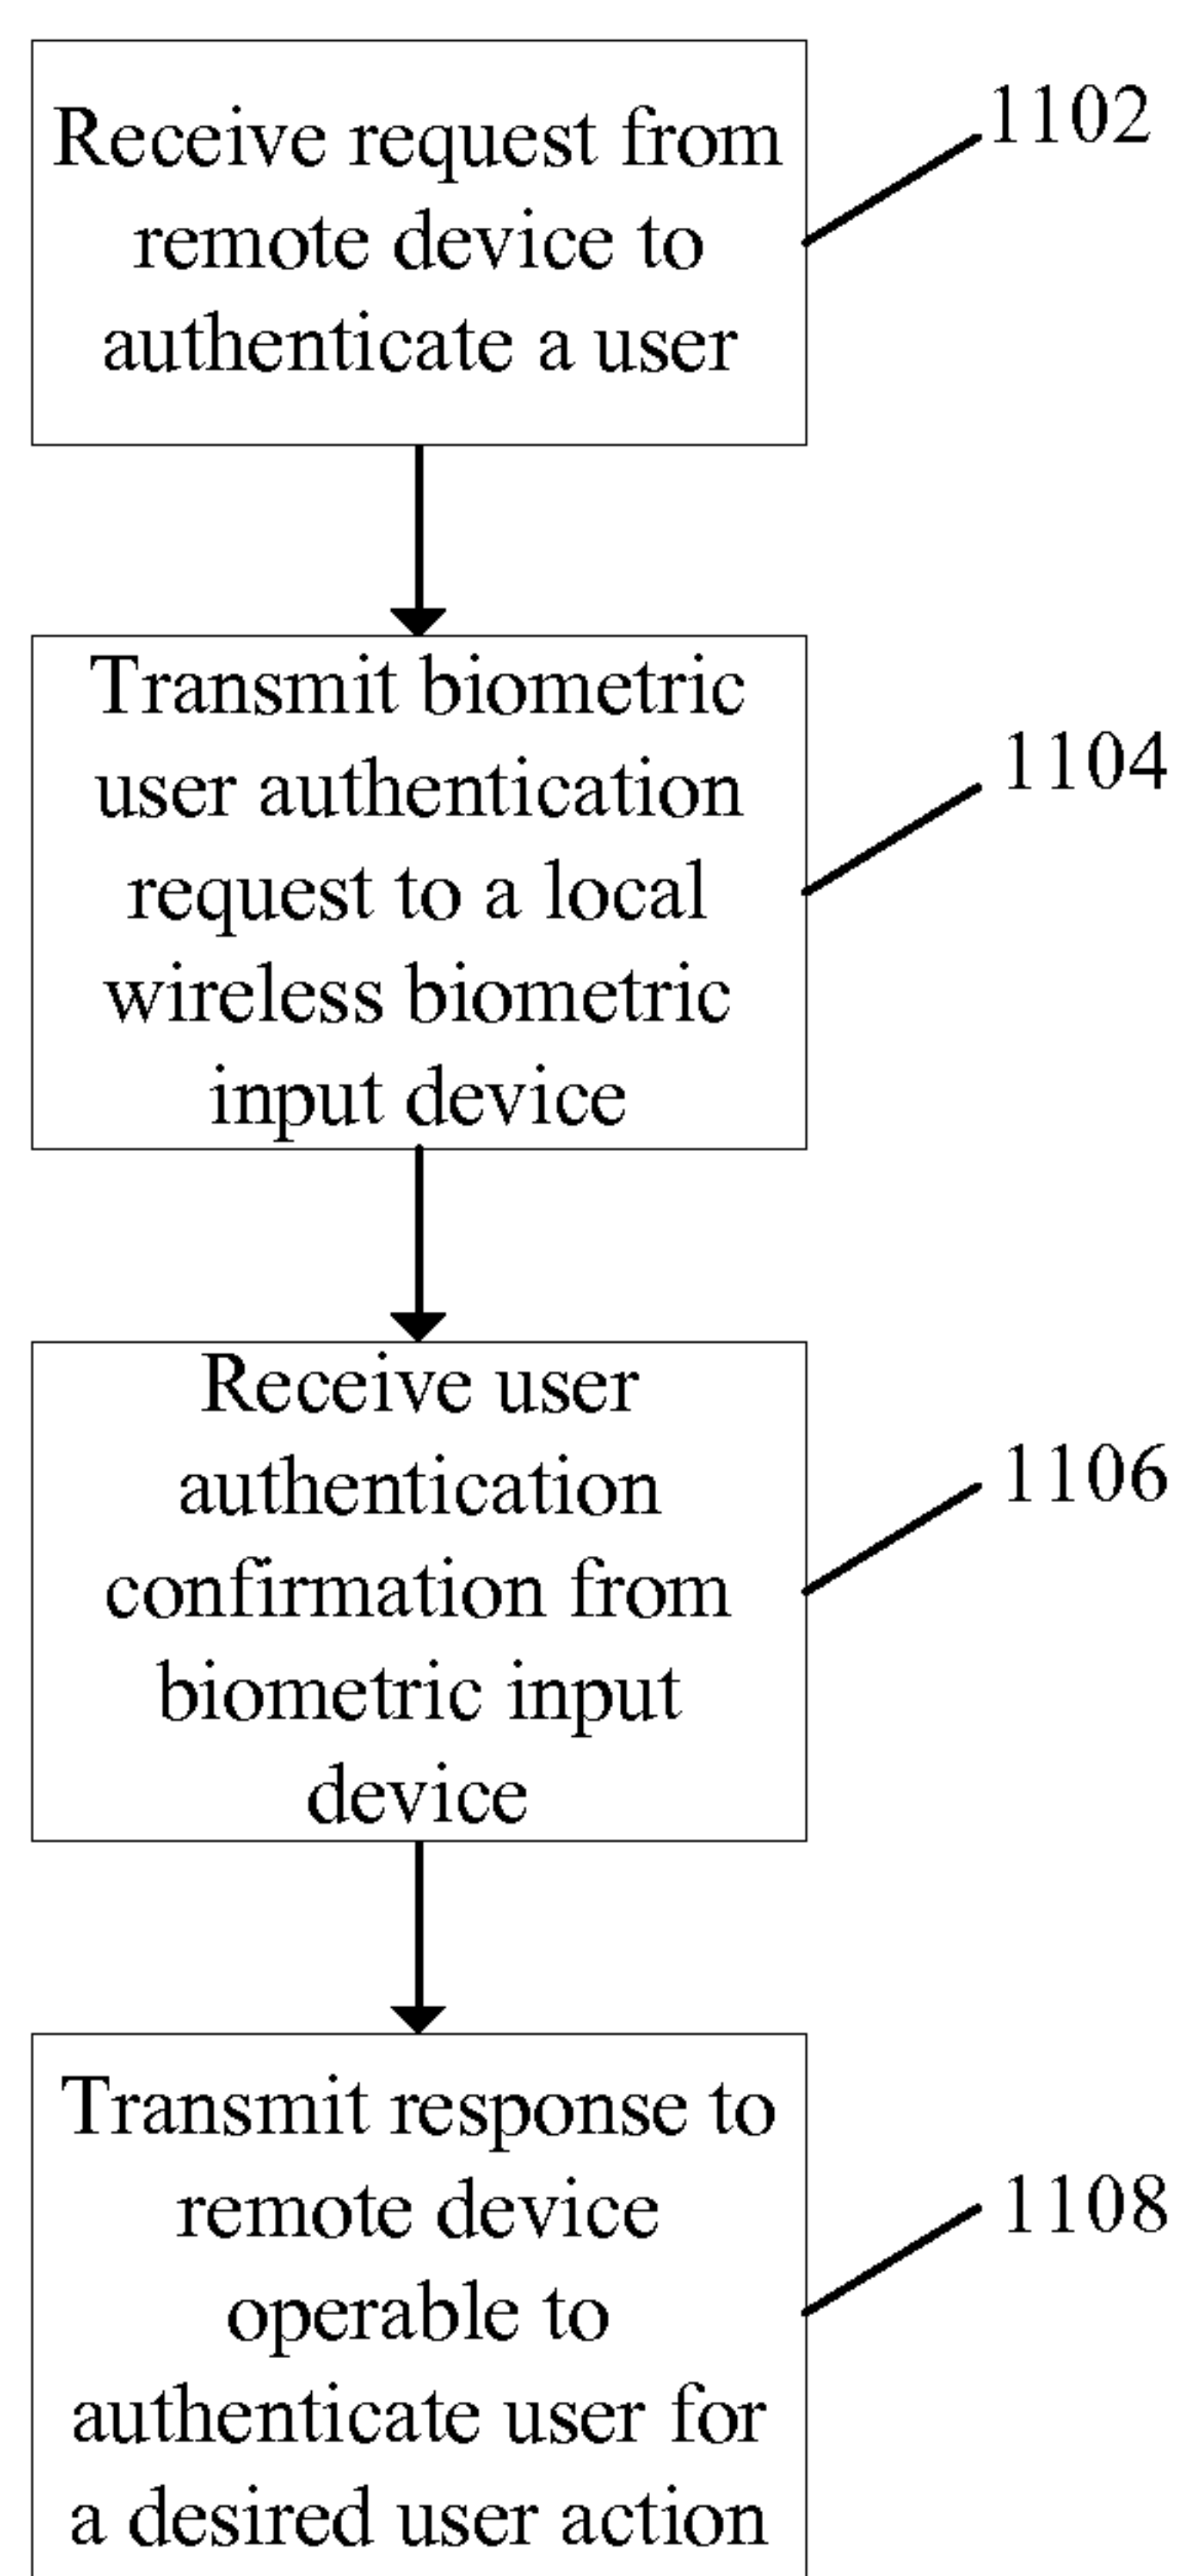 Receive request from
remote device to
authenticate a user
1102
Transmit biometric
user authentication
request to a local
wireless biometric
input device
1104
Receive user
authentication
confirmation from
biometric input
device
1106
Transmit response to
remote device
operable to
authenticate user for
a desired user action
1108